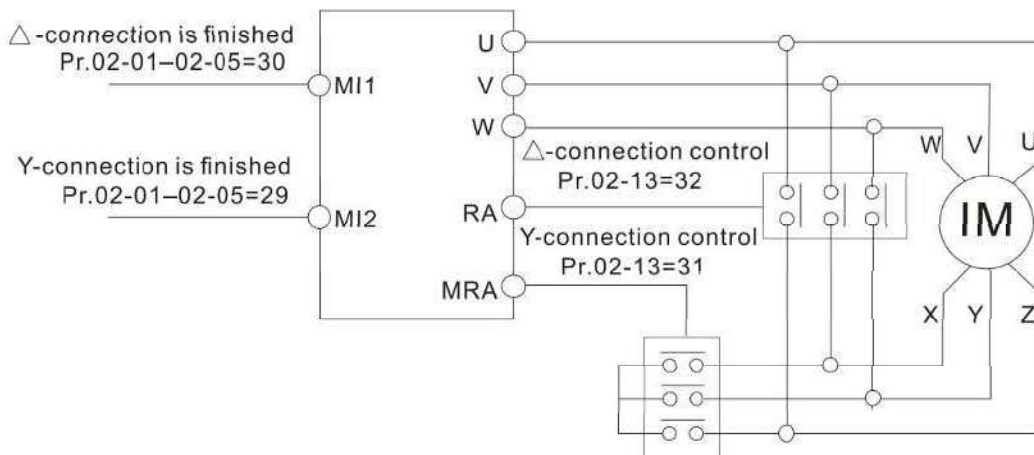 △-connection is finished
Pr.02-01–02-05=30
MI1
Y-connection is finished
Pr.02-01–02-05=29
MI2
U
V
W
RA
MRA
△-connection control
Pr.02-13=32
Y-connection control
Pr.02-13=31
W V U
IM
X Y Z